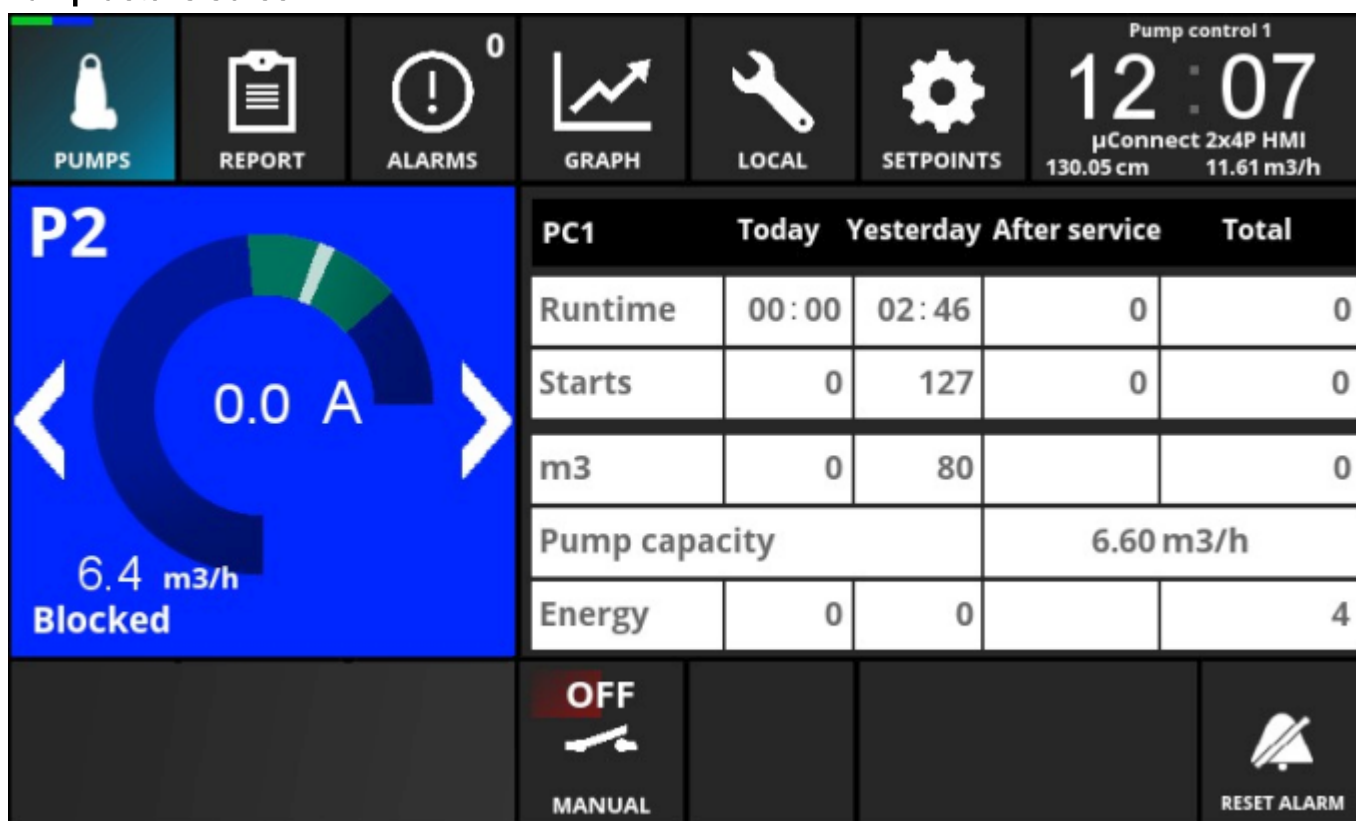 0
Pump control 1
12:07
µConnect 2x4P HMI
130.05 cm 11.61 m3/h
PUMPS REPORT ALARMS GRAPH LOCAL SETPOINTS
P2
0.0 A
6.4 m3/h
Blocked
PC1 Today Yesterday After service Total
Runtime 00:00 02:46 0 0
Starts 0 127 0 0
m3 0 80 0
Pump capacity 6.60 m3/h
Energy 0 0 4
OFF
MANUAL
RESET ALARM